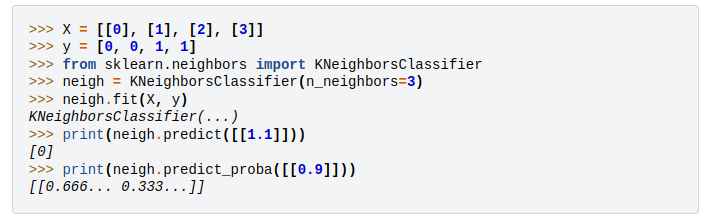 >>> X = [[0], [1], [2], [3]]
>>> y = [0, 0, 1, 1]
>>> from sklearn.neighbors import KNeighborsClassifier
>>> neigh = KNeighborsClassifier(n_neighbors=3)
>>> neigh.fit(X, y)
KNeighborsClassifier(...)
>>> print(neigh.predict([[1.1]]))
[0]
>>> print(neigh.predict_proba([[0.9]]))
[[0.666... 0.333...]]